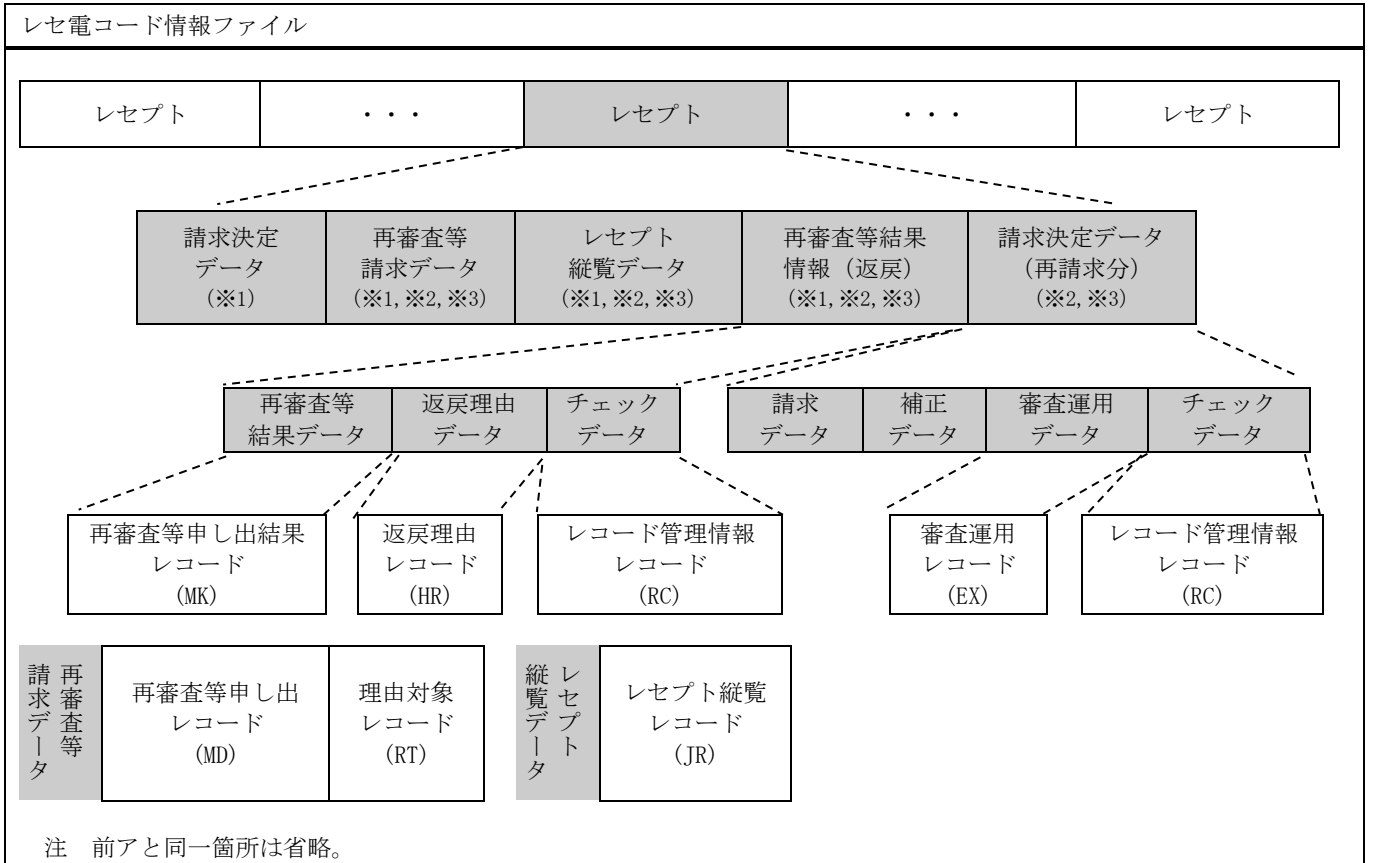 レセ電コード情報ファイル
レセプト
・・・
レセプト
・・・
レセプト
請求決定
データ
(※1)
再審査等
請求データ
(※1,※2,※3)
レセプト
縦覧データ
(※1,※2,※3)
再審査等結果
情報（返戻）
(※1,※2,※3)
請求決定データ
（再請求分）
(※2,※3)
再審査等
結果データ
返戻理由
データ
チェック
データ
請求
データ
補正
データ
審査運用
データ
チェック
データ
再審査等申し出結果
レコード
(MK)
返戻理由
レコード
(HR)
レコード管理情報
レコード
(RC)
審査運用
レコード
(EX)
レコード管理情報
レコード
(RC)
再審査等
請求データ
再審査等申し出
レコード
(MD)
理由対象
レコード
(RT)
レセプト
縦覧データ
レセプト縦覧
レコード
(JR)
注　前アと同一箇所は省略。